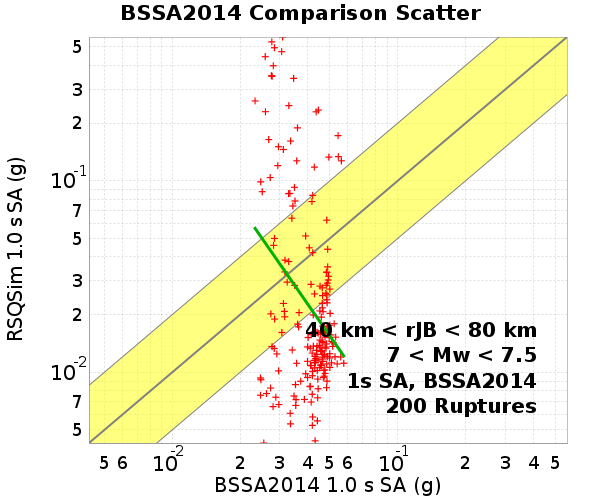 BSSA2014 Comparison Scatter
RSQSim 1.0 s SA (g)
5
3
2
10^-1
7
5
3
2
10^-2
7
5
40 km < rJB < 80 km
7 < Mw < 7.5
1s SA, BSSA2014
200 Ruptures
5 6 10^-2 2 3 4 5 6 10^-1 2 3 4 5
BSSA2014 1.0 s SA (g)